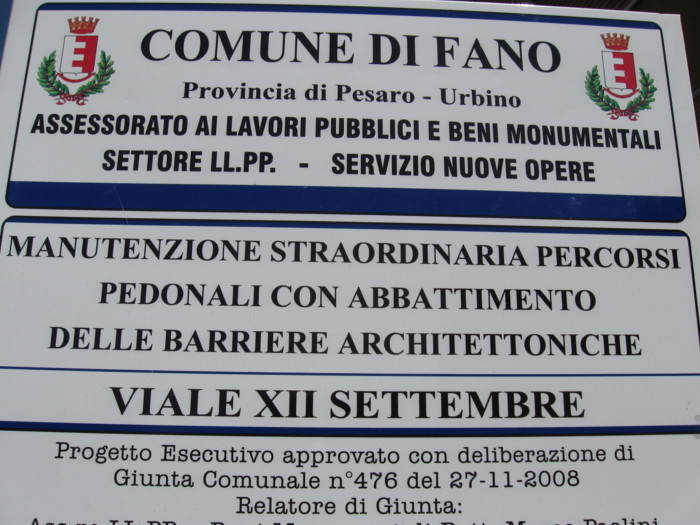 COMUNE DI FANO
Provincia di Pesaro - Urbino
ASSESSORATO AI LAVORI PUBBLICI E BENI MONUMENTALI
SETTORE LL.PP. - SERVIZIO NUOVE OPERE
MANUTENZIONE STRAORDINARIA PERCORSI
PEDONALI CON ABBATTIMENTO
DELLE BARRIERE ARCHITETTONICHE
VIALE XII SETTEMBRE
Progetto Esecutivo approvato con deliberazione di
Giunta Comunale n°476 del 27-11-2008
Relatore di Giunta: